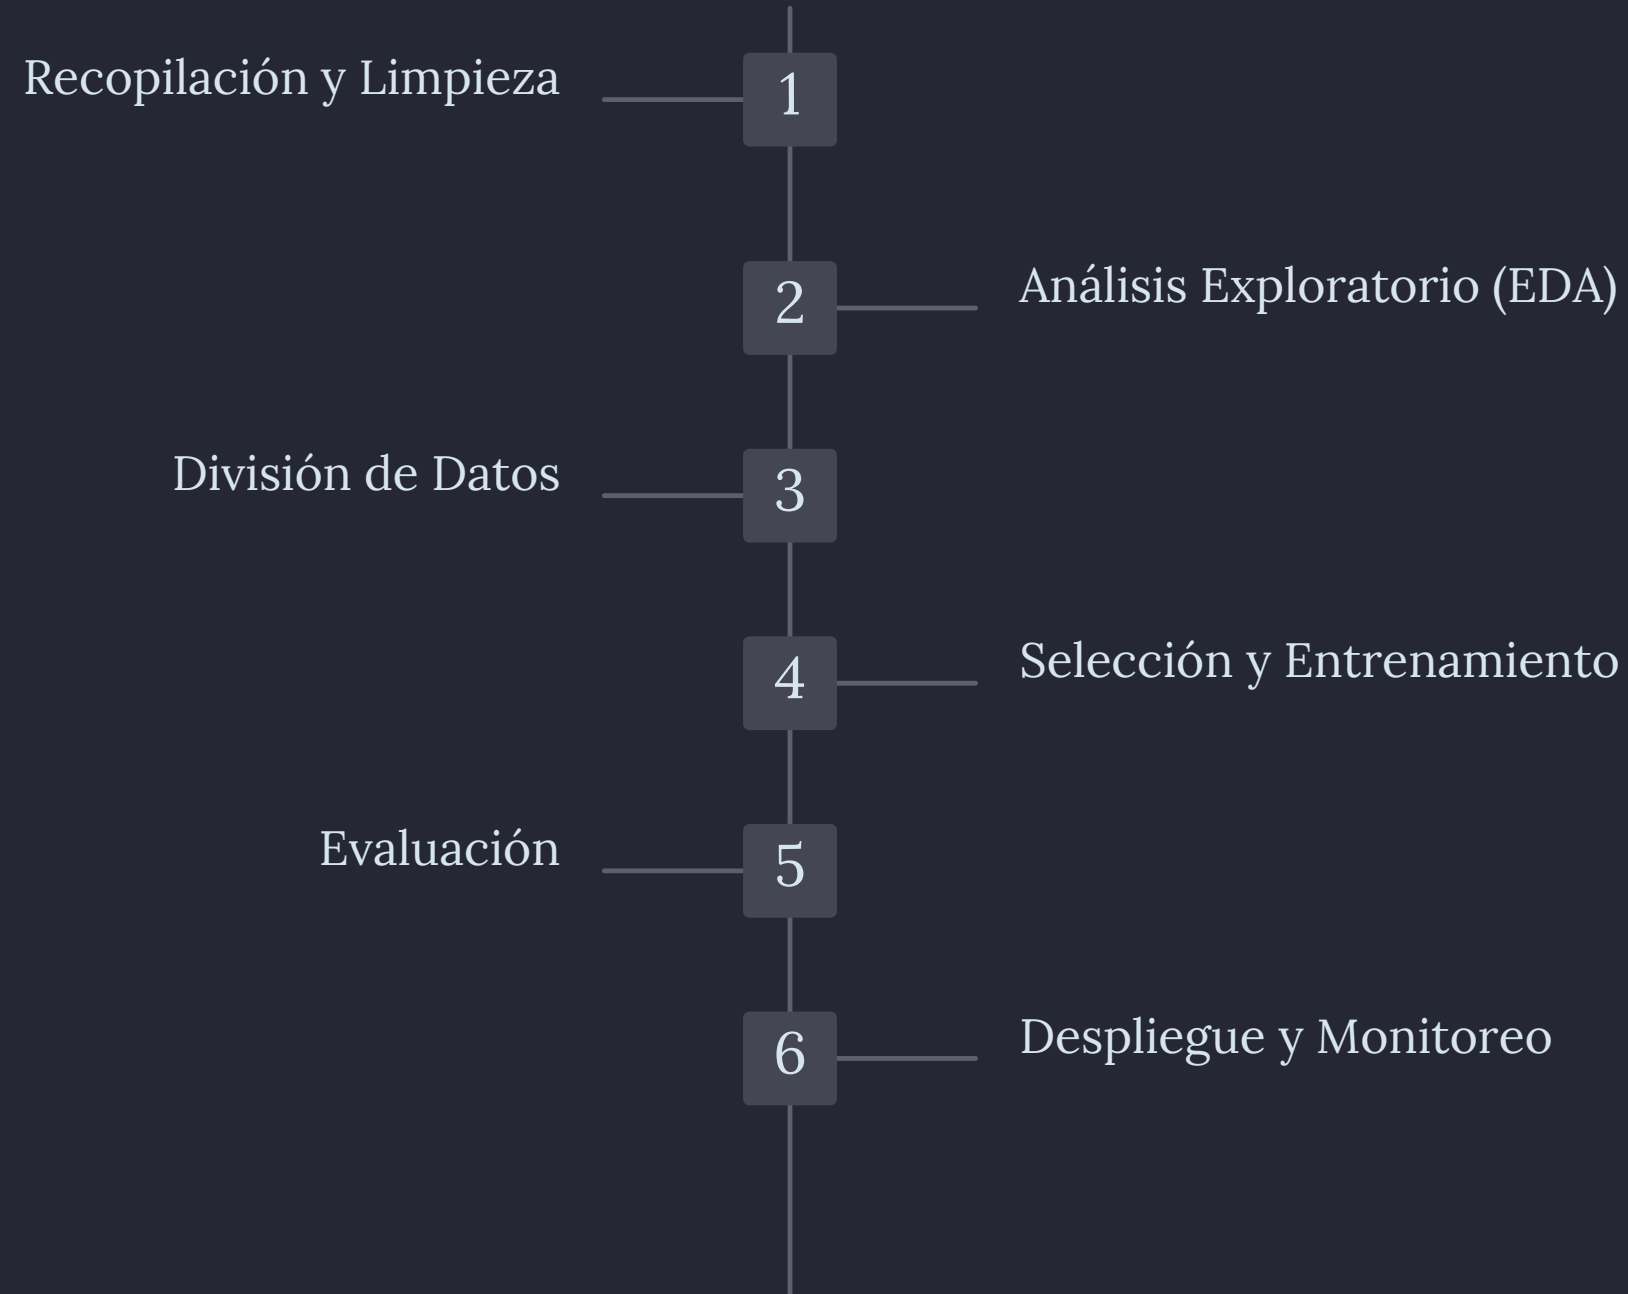 Recopilación y Limpieza
1
2
Análisis Exploratorio (EDA)
División de Datos
3
4
Selección y Entrenamiento
Evaluación
5
6
Despliegue y Monitoreo